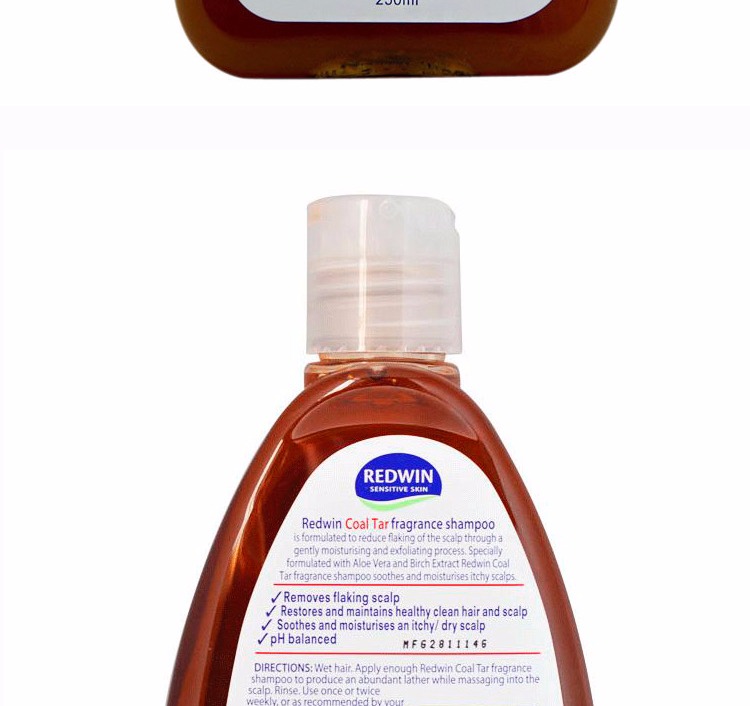 250ml
REDWIN
SENSITIVE SKIN
Redwin Coal Tar fragrance shampoo
is formulated to reduce flaking of the scalp through a
gently moisturising and exfoliating process. Specially
formulated with Aloe Vera and Birch Extract Redwin Coal
Tar fragrance shampoo soothes and moisturises itchy scalps.
✓Removes flaking scalp
✓ Restores and maintains healthy clean hair and scalp
✓ Soothes and moisturises an itchy/ dry scalp
✓pH balanced MFG2811146
DIRECTIONS: Wet hair. Apply enough Redwin Coal Tar fragrance
shampoo to produce an abundant lather while massaging into the
scalp. Rinse. Use once or twice
weekly, or as recommended by your